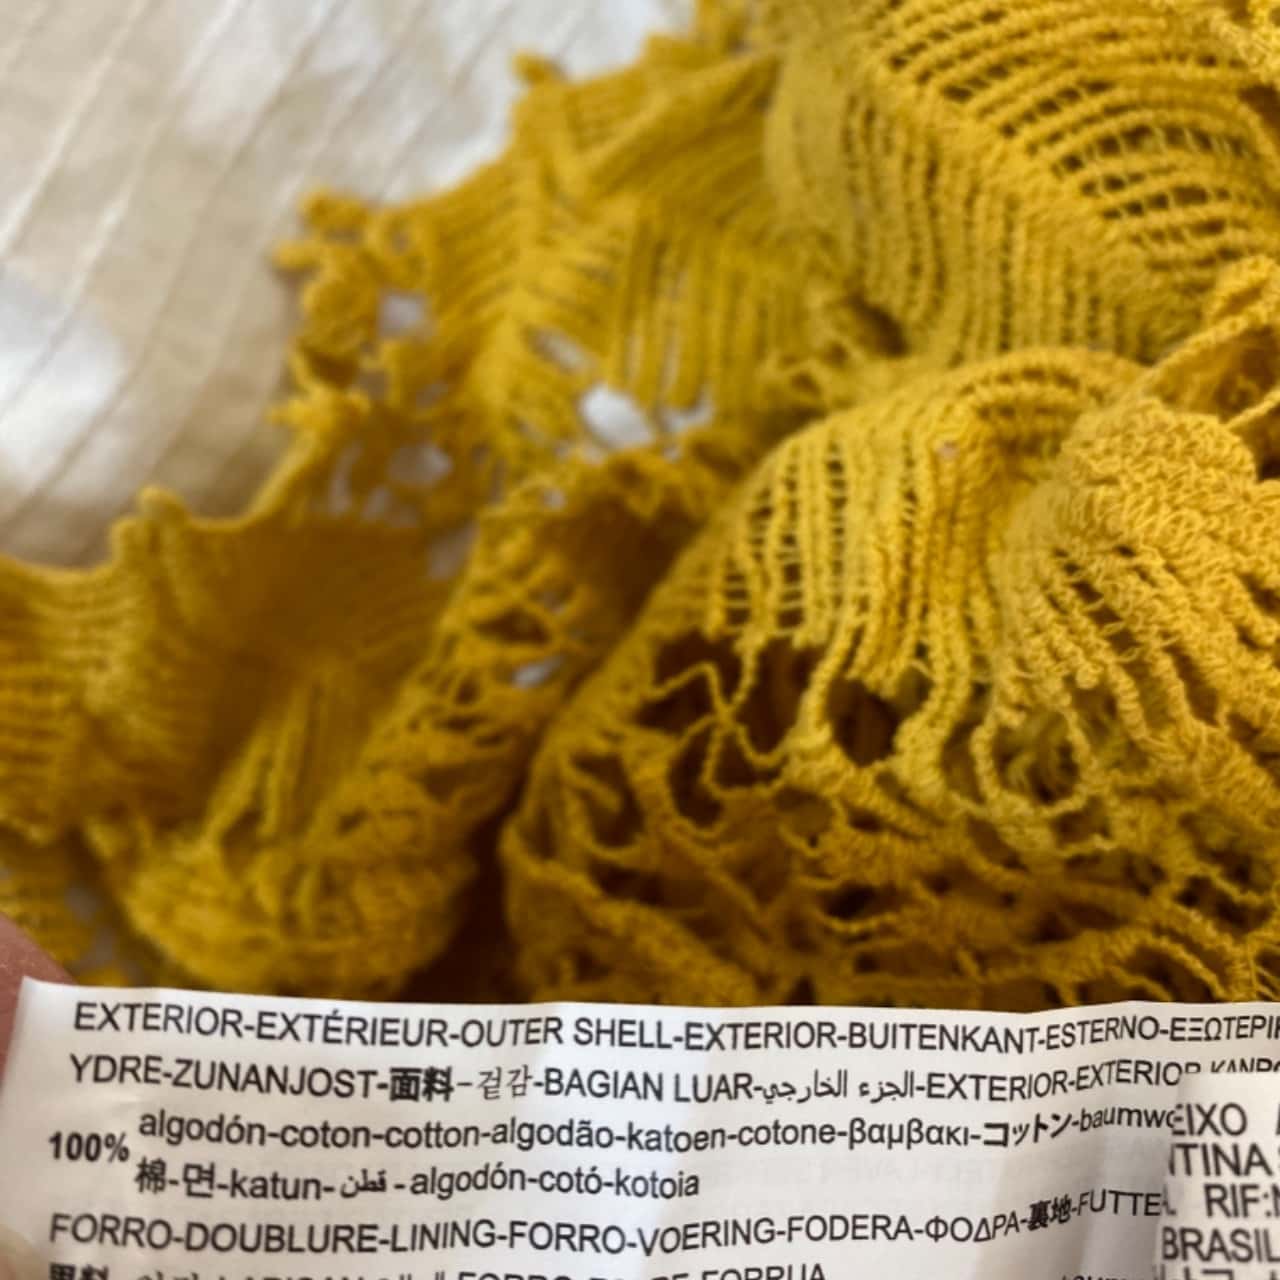 EXTERIOR-EXTÉRIEUR-OUTER SHELL-EXTERIOR-BUITENKANT-ESTERNO-ΕΞΩΤΕΡΙ
YDRE-ZUNANJOST-面料-겉감-BAGIAN LUAR-الجزء الخارجي-EXTERIOR-EXTERIOR
100% algodón-coton-cotton-algodão-katoen-cotone-βαμβακι-コットン-baumwo
棉-면-katun-قطن-algodón-cotó-kotoia
FORRO-DOUBLURE-LINING-FORRO-VOERING-FODERA-ΦΟΔΡΑ-裏地-FUTTE
EIXO
TINA
RIF:
BRASIL